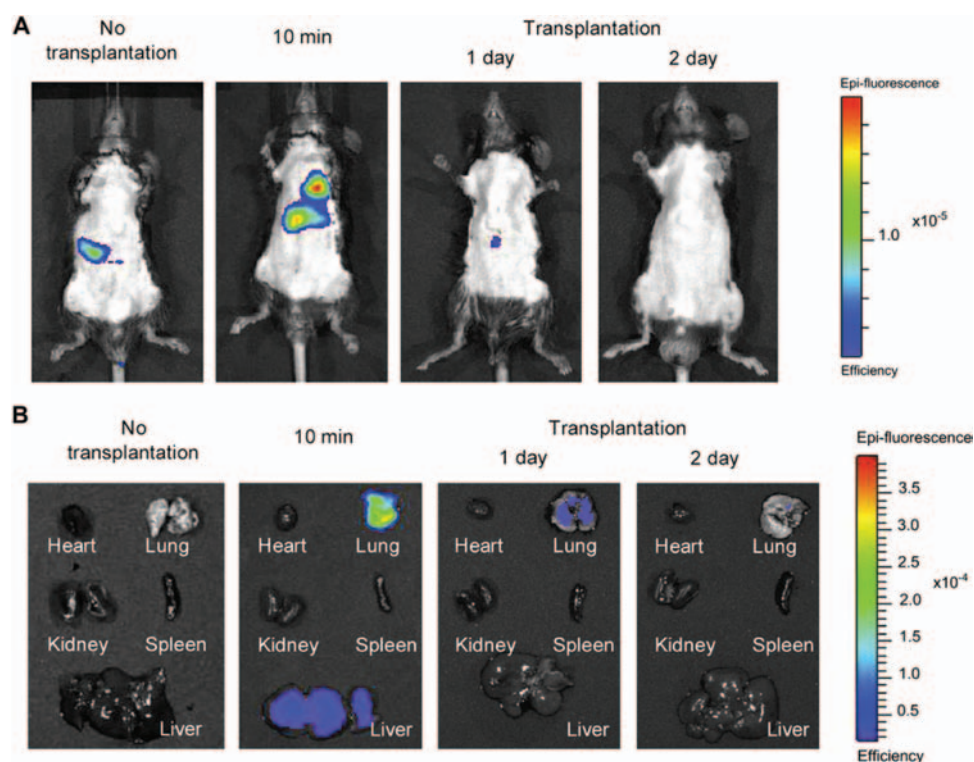 A
No
transplantation
10 min
Transplantation
1 day
2 day
Epi-fluorescence
1.0
x10-5
Efficiency
B
No
transplantation
10 min
Transplantation
1 day
2 day
Epi-fluorescence
Heart Lung
Kidney Spleen
Liver
Heart Lung
Kidney Spleen
Liver
Heart Lung
Kidney Spleen
Liver
Heart Lung
Kidney Spleen
Liver
3.5
3.0
2.5
x10-4
2.0
1.5
1.0
0.5
Efficiency